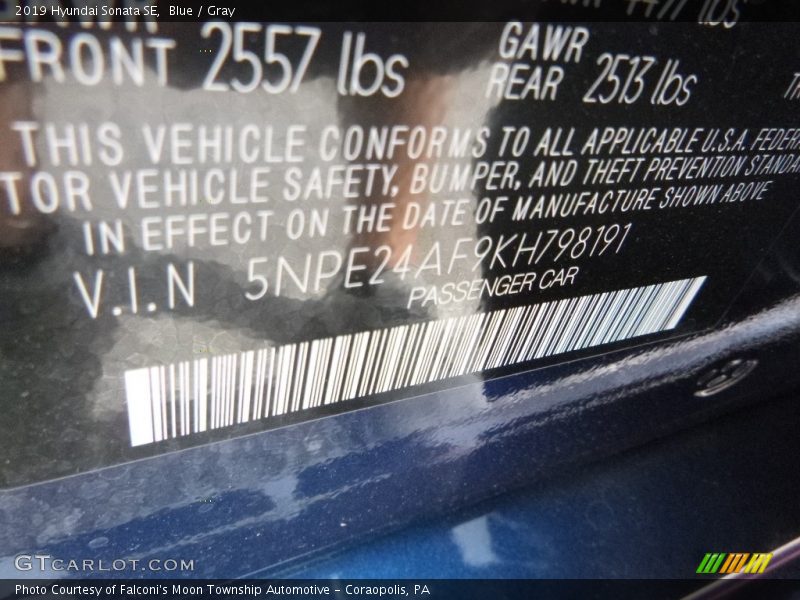 2019 Hyundai Sonata SE, Blue / Gray
FRONT 2557 lbs
GAWR
REAR 2513 lbs
THIS VEHICLE CONFORMS TO ALL APPLICABLE U.S.A. FEDERA
TOR VEHICLE SAFETY, BUMPER, AND THEFT PREVENTION STANDA
IN EFFECT ON THE DATE OF MANUFACTURE SHOWN ABOVE
V.I.N 5NPE24AF9KH798191
PASSENGER CAR
GTCARLOT.COM
Photo Courtesy of Falconi's Moon Township Automotive - Coraopolis, PA